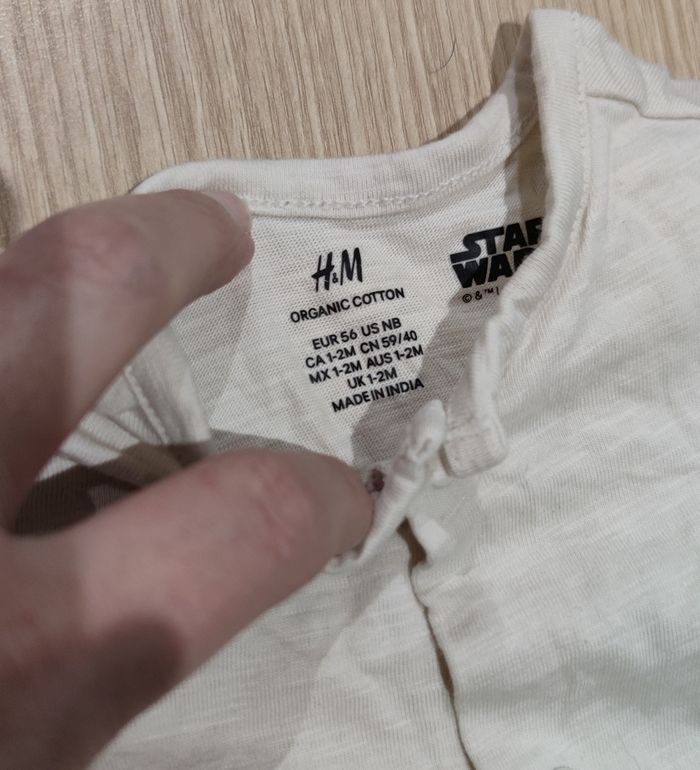 H&M
ORGANIC COTTON
EUR 56 US NB
CA 1-2M CN 59/40
MX 1-2M AUS 1-2M
UK 1-2M
MADE IN INDIA
STAR
WAR
© & ™